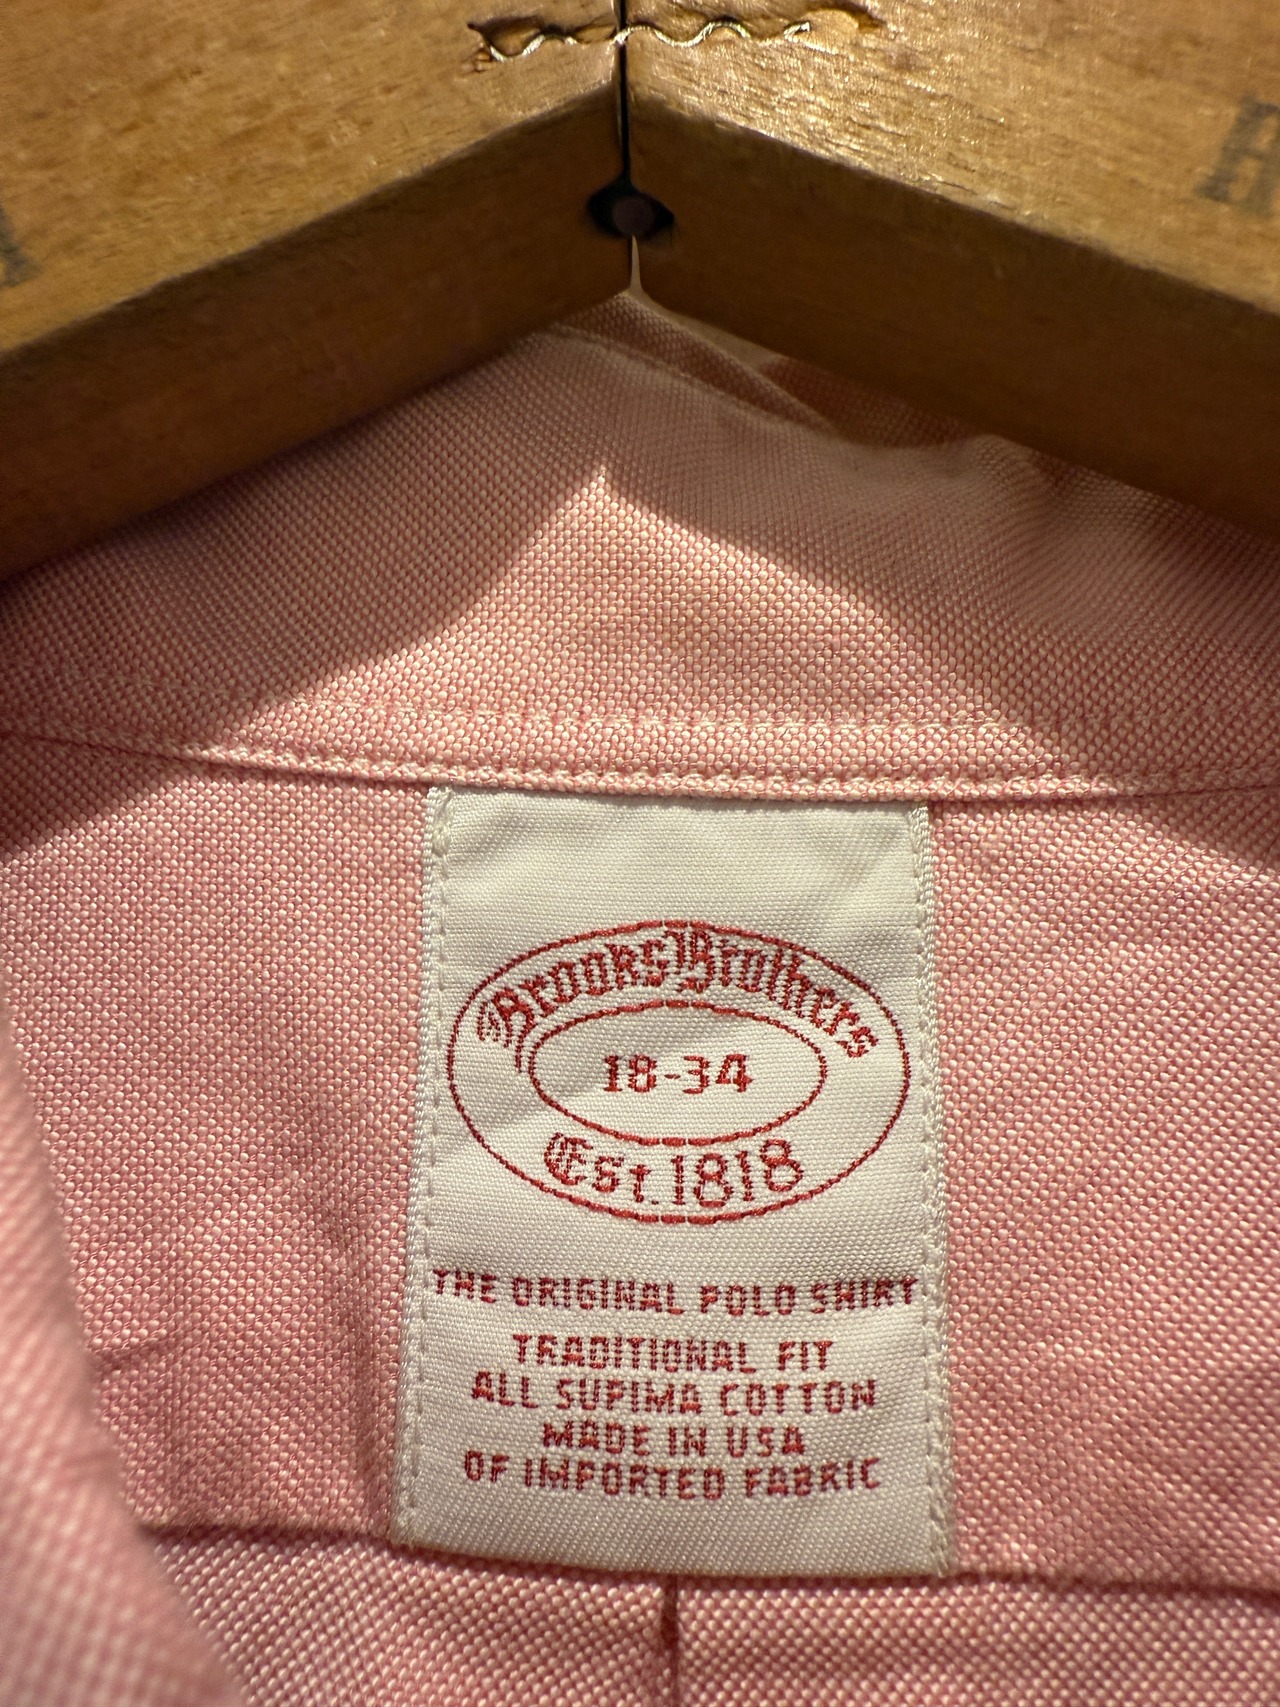 Brooks Brothers
18-34
Est. 1818
THE ORIGINAL POLO SHIRT
TRADITIONAL FIT
ALL SUPIMA COTTON
MADE IN USA
OF IMPORTED FABRIC